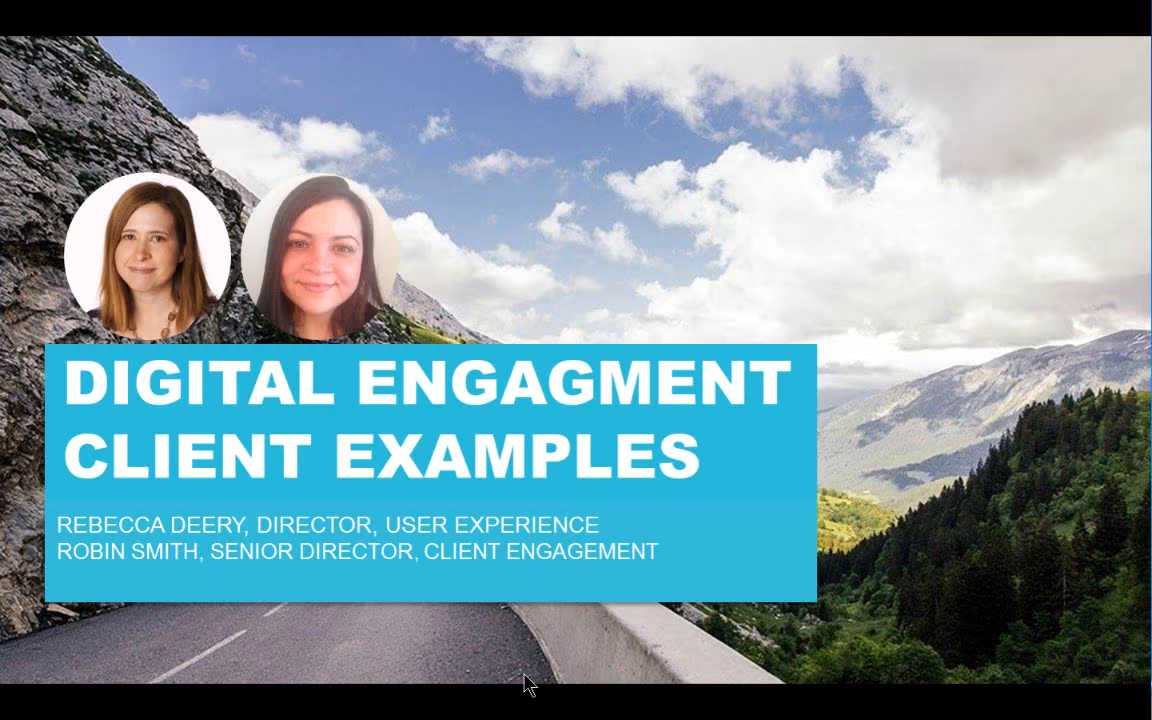 DIGITAL ENGAGMENT
CLIENT EXAMPLES
REBECCA DEERY, DIRECTOR, USER EXPERIENCE
ROBIN SMITH, SENIOR DIRECTOR, CLIENT ENGAGEMENT